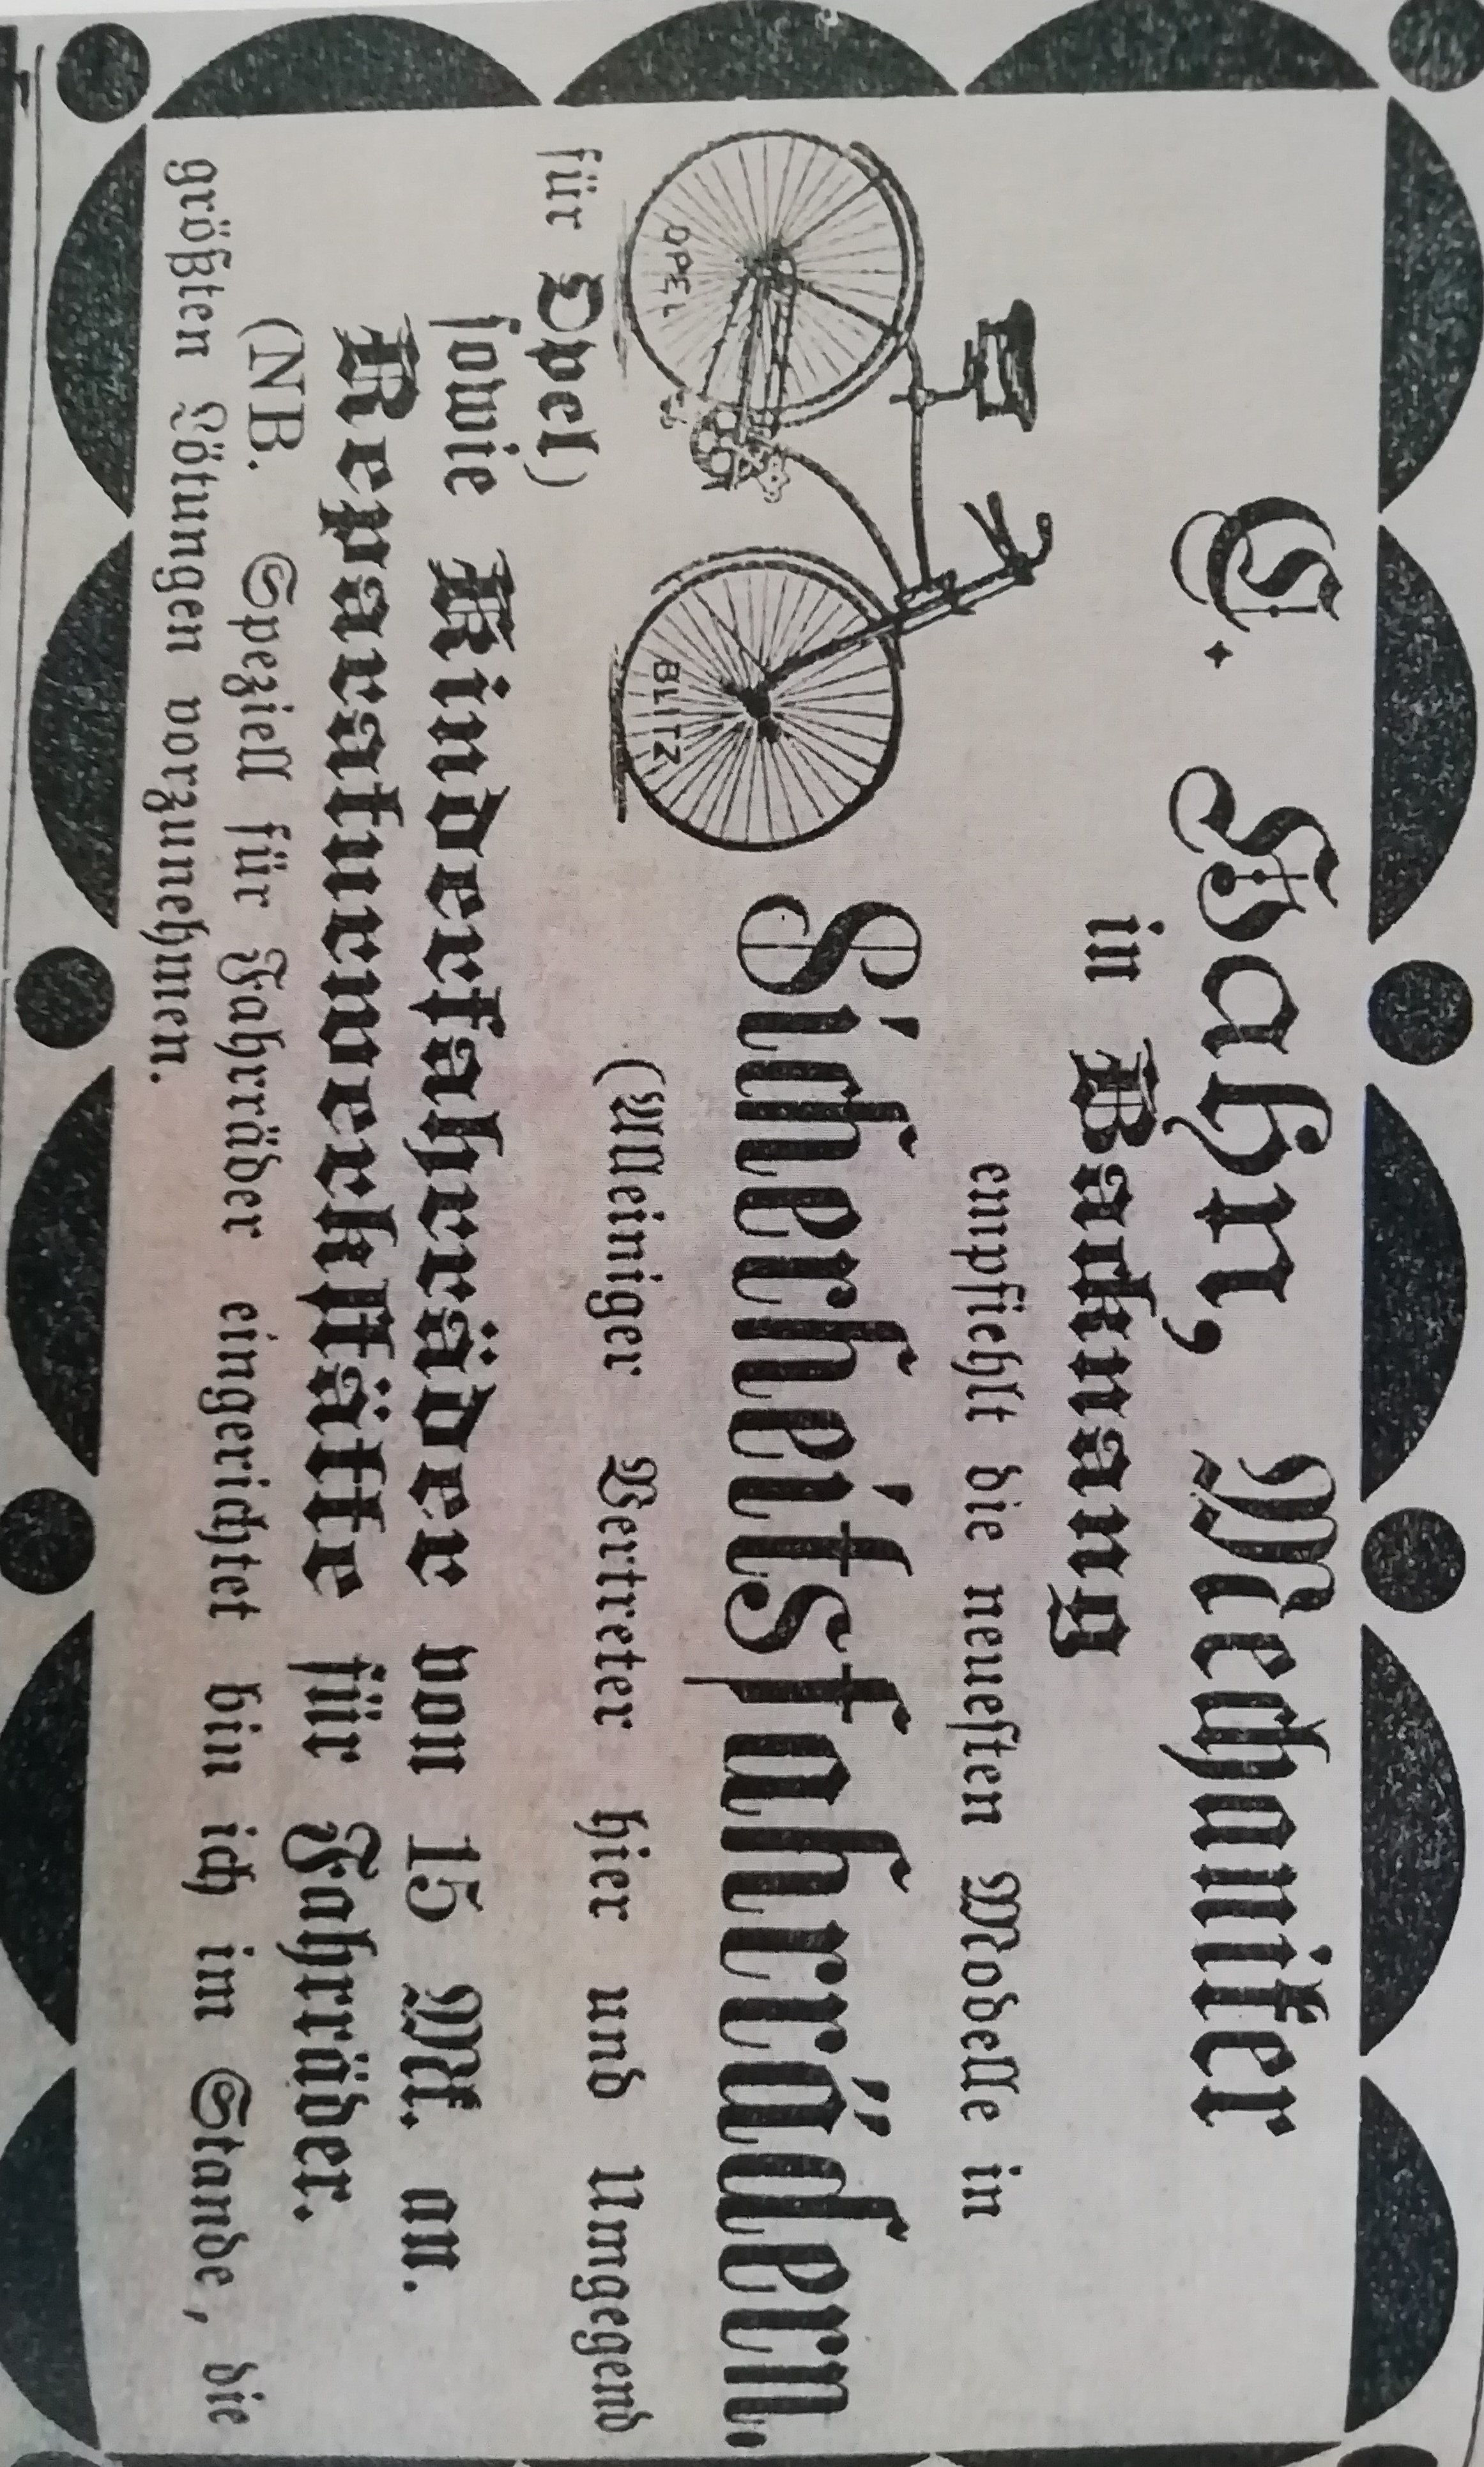 E. Kahn, Mechaniker
in Backnang
empfiehlt die neuesten Modelle in
Sicherheitsfahrrädern.
OPEL
BLITZ
(Alleiniger Vertreter hier und Umgegend
für Opel)
sowie Kinderfahrräder von 15 Mk. an.
Reparaturwerkstätte für Fahrräder.
(NB. Speziell für Fahrräder eingerichtet bin ich im Stande, die
größten Lötungen vorzunehmen.